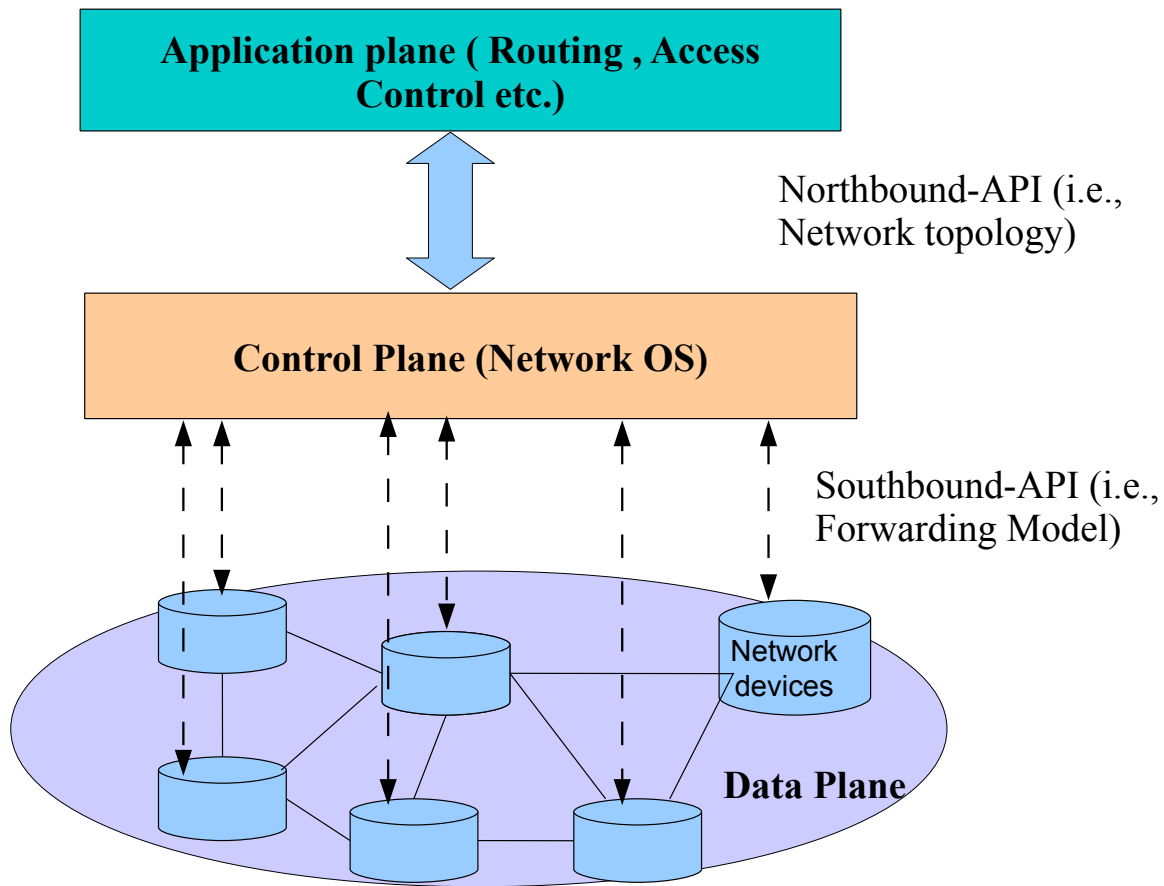 Application plane ( Routing , Access
Control etc.)
Northbound-API (i.e.,
Network topology)
Control Plane (Network OS)
Southbound-API (i.e.,
Forwarding Model)
Network
devices
Data Plane